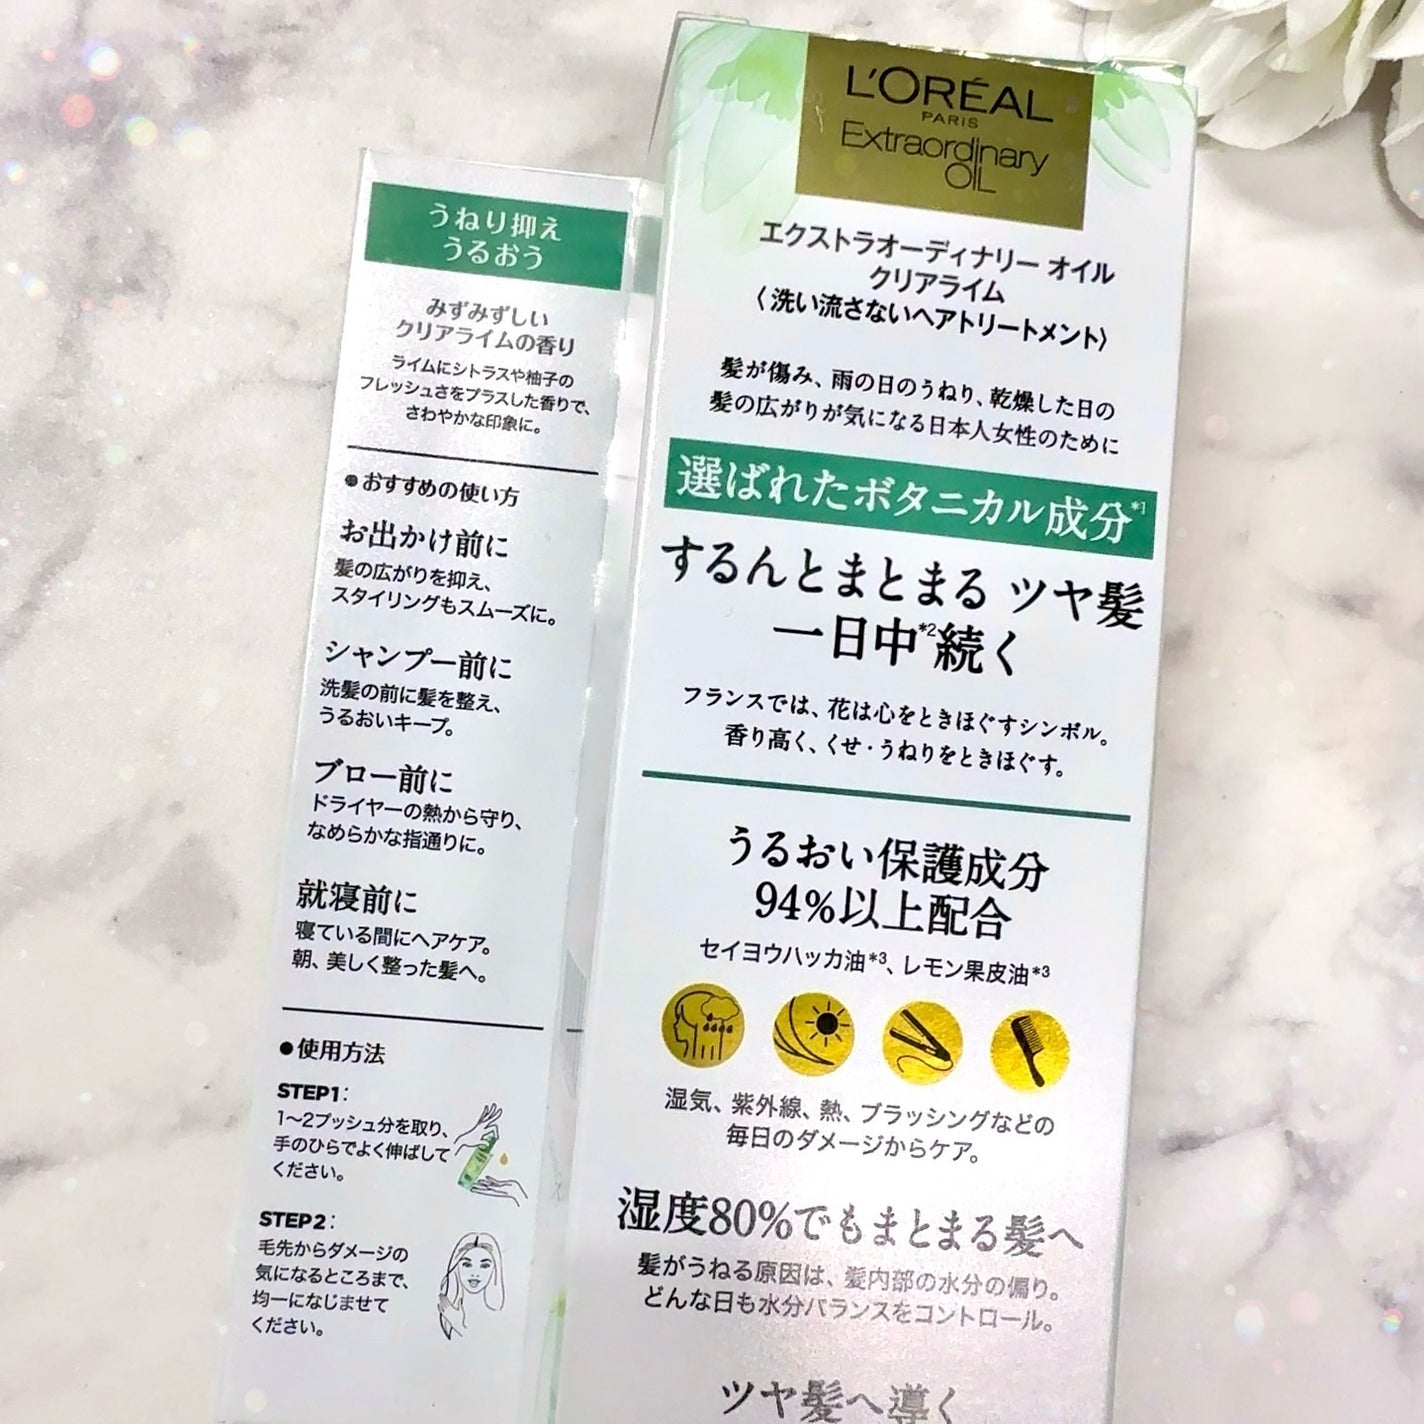 うねり抑え
うるおう
みずみずしい
クリアライムの香り
ライムにシトラスや柚子の
フレッシュさをプラスした香りで、
さわやかな印象に。
●おすすめの使い方
お出かけ前に
髪の広がりを抑え、
スタイリングもスムーズに。
シャンプー前に
洗髪の前に髪を整え、
うるおいキープ。
ブロー前に
ドライヤーの熱から守り、
なめらかな指通りに。
就寝前に
寝ている間にヘアケア。
朝、美しく整った髪へ。
●使用方法
STEP1:
1〜2プッシュ分を取り、
手のひらでよく伸ばして
ください。
STEP2:
毛先からダメージの
気になるところまで、
均一になじませて
ください。
L'ORÉAL
PARIS
Extraordinary
OIL
エクストラオーディナリー オイル
クリアライム
〈洗い流さないヘアトリートメント〉
髪が傷み、雨の日のうねり、乾燥した日の
髪の広がりが気になる日本人女性のために
選ばれたボタニカル成分*1
するんとまとまる ツヤ髪
一日中*2続く
フランスでは、花は心をときほぐすシンボル。
香り高く、くせ・うねりをときほぐす。
うるおい保護成分
94%以上配合
セイヨウハッカ油*3、レモン果皮油*3
湿気、紫外線、熱、ブラッシングなどの
毎日のダメージからケア。
湿度80%でもまとまる髪へ
髪がうねる原因は、髪内部の水分の偏り。
どんな日も水分バランスをコントロール。
ツヤ髪へ導く